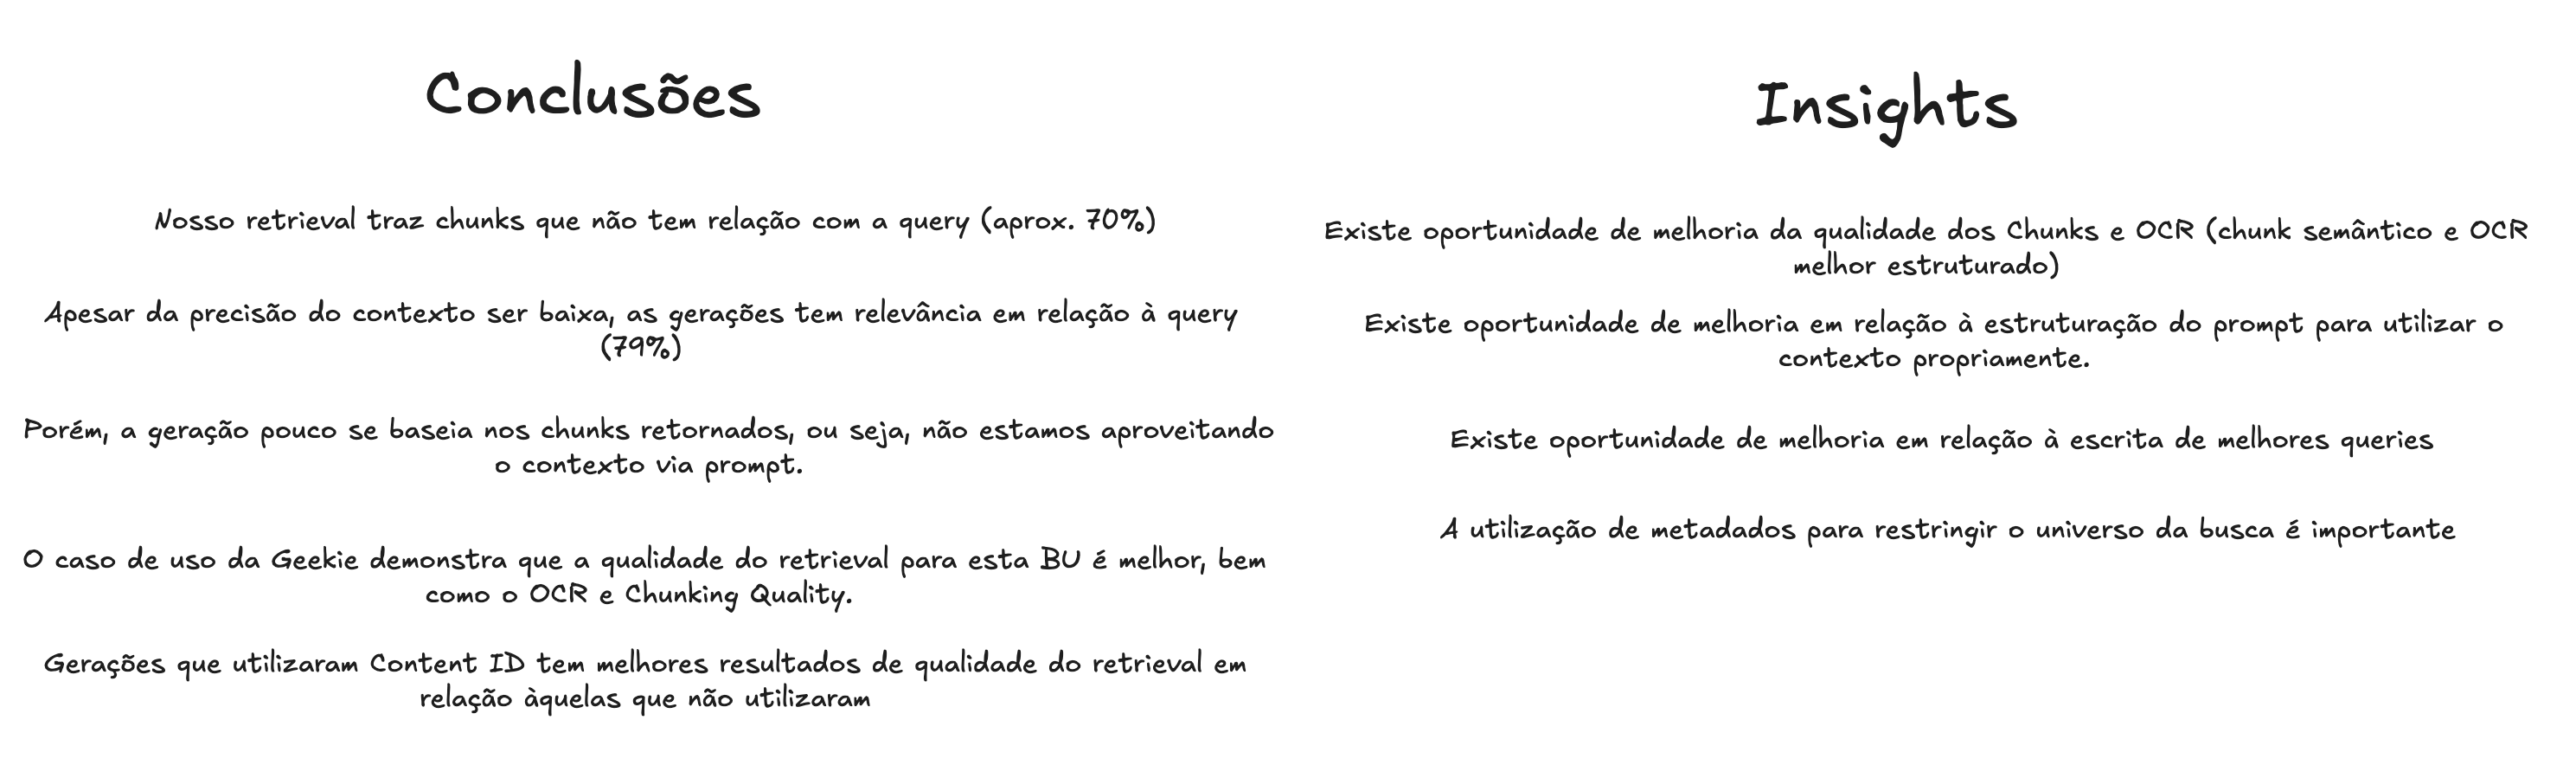 Conclusões
Nosso retrieval traz chunks que não tem relação com a query (aprox. 70%)
Apesar da precisão do contexto ser baixa, as gerações tem relevância em relação à query
(79%)
Porém, a geração pouco se baseia nos chunks retornados, ou seja, não estamos aproveitando
o contexto via prompt.
O caso de uso da Geekie demonstra que a qualidade do retrieval para esta BU é melhor, bem
como o OCR e Chunking Quality.
Gerações que utilizaram Content ID tem melhores resultados de qualidade do retrieval em
relação àquelas que não utilizaram
Insights
Existe oportunidade de melhoria da qualidade dos Chunks e OCR (chunk semântico e OCR
melhor estruturado)
Existe oportunidade de melhoria em relação à estruturação do prompt para utilizar o
contexto propriamente.
Existe oportunidade de melhoria em relação à escrita de melhores queries
A utilização de metadados para restringir o universo da busca é importante